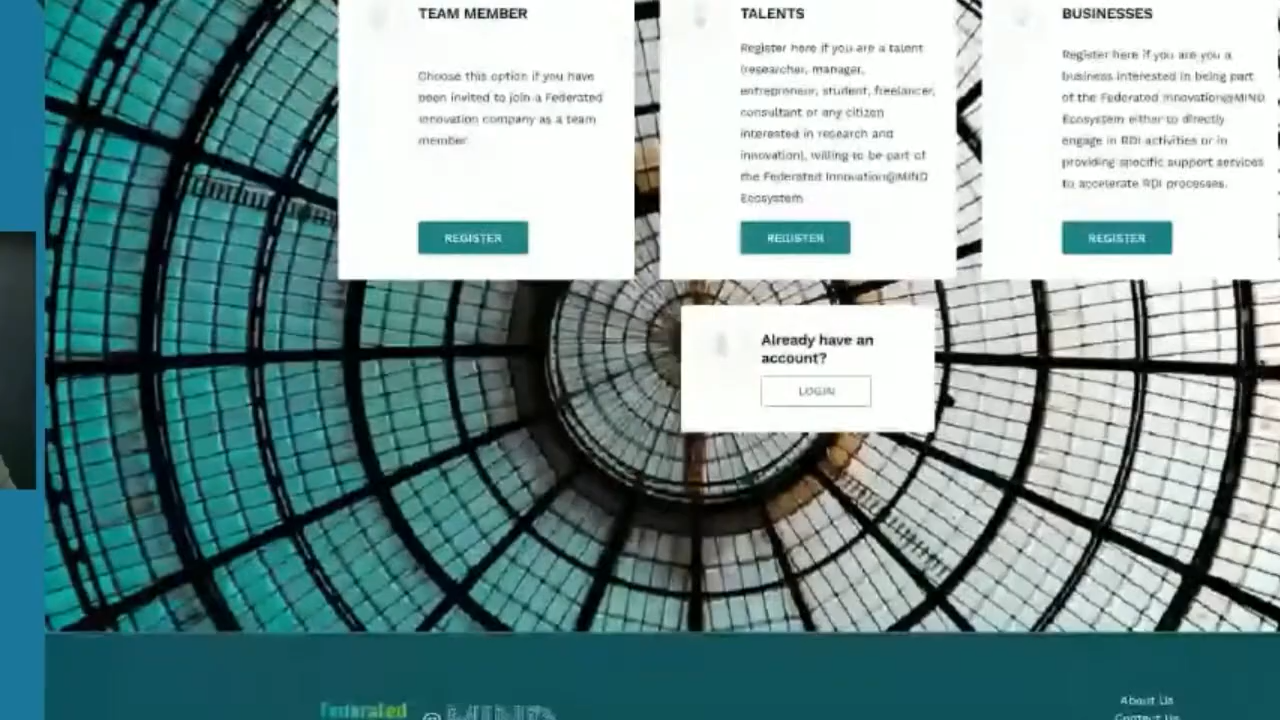 TEAM MEMBER
Choose this option if you have
been invited to join a Federated
Innovation company as a team
member.
REGISTER
TALENTS
Register here if you are a talent
(researcher, manager,
entrepreneur, student, freelancer,
consultant or any citizen
interested in research and
innovation), willing to be part of
the Federated Innovation@MIND
Ecosystem
REGISTER
BUSINESSES
Register here if you are you a
business interested in being part
of the Federated Innovation@MIND
Ecosystem either to directly
engage in RDI activities or in
providing specific support services
to accelerate RDI processes.
REGISTER
Already have an
account?
LOGIN
Federated
@MIND
About Us
Contact Us